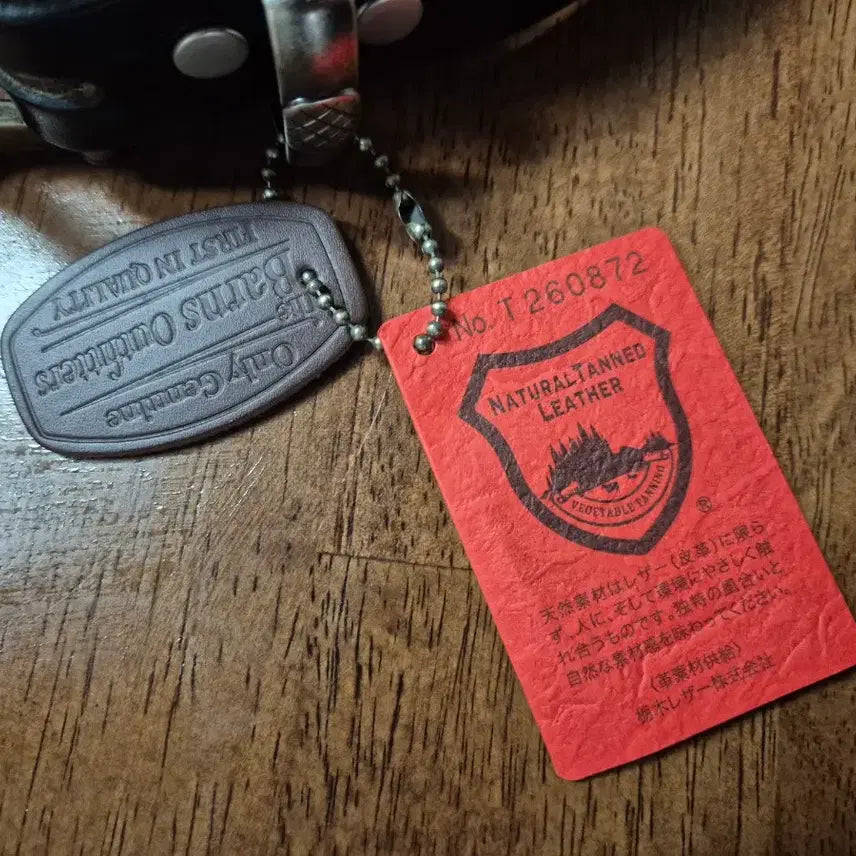 FIRST IN QUALITY
The
Barns Outfitters
Only Genuine
No. T 260872
NATURAL TANNED
LEATHER
VEGETABLE TANNING
®
天然素材はレザー(皮革)に限ら
ず、人に、そして環境にやさしく触
れ合うものです。独特の風合いと、
自然な素材感を味わってください。
〈革素材供給〉
栃木レザー株式会社